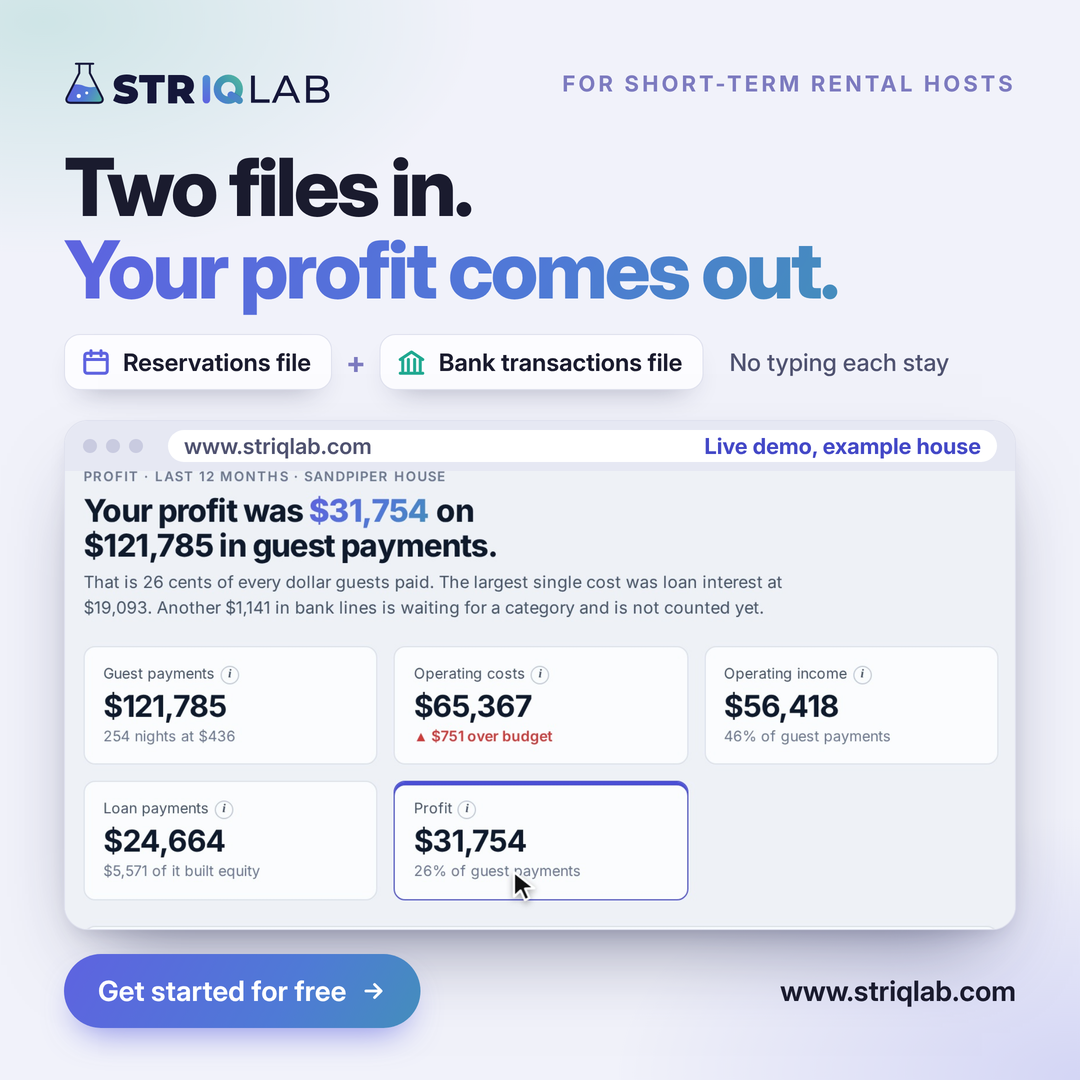 STRIQLAB
FOR SHORT-TERM RENTAL HOSTS
Two files in.
Your profit comes out.
Reservations file + Bank transactions file No typing each stay
www.striqlab.com Live demo, example house
PROFIT · LAST 12 MONTHS · SANDPIPER HOUSE
Your profit was $31,754 on
$121,785 in guest payments.
That is 26 cents of every dollar guests paid. The largest single cost was loan interest at
$19,093. Another $1,141 in bank lines is waiting for a category and is not counted yet.
Guest payments i
$121,785
254 nights at $436
Operating costs i
$65,367
▲ $751 over budget
Operating income i
$56,418
46% of guest payments
Loan payments i
$24,664
$5,571 of it built equity
Profit i
$31,754
26% of guest payments
Get started for free →
www.striqlab.com